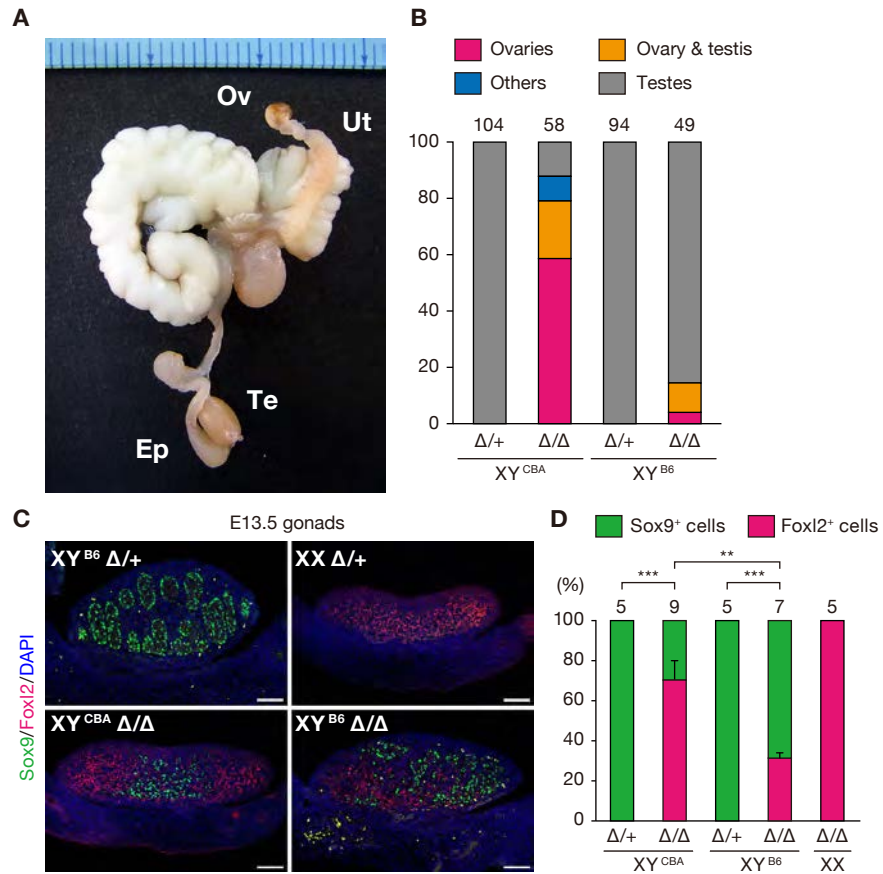 A
Ov
Ut
Te
Ep
B
Ovaries
Ovary & testis
Others
Testes
104 58 94 49
100
80
60
40
20
0
Δ/+ Δ/Δ Δ/+ Δ/Δ
XY CBA XY B6
C
E13.5 gonads
XY B6 Δ/+
XX Δ/+
XY CBA Δ/Δ
XY B6 Δ/Δ
Sox9/Foxl2/DAPI
D
Sox9+ cells
Foxl2+ cells
**
*** ***
(%)
5 9 5 7 5
100
80
60
40
20
0
Δ/+ Δ/Δ Δ/+ Δ/Δ Δ/Δ
XY CBA XY B6 XX